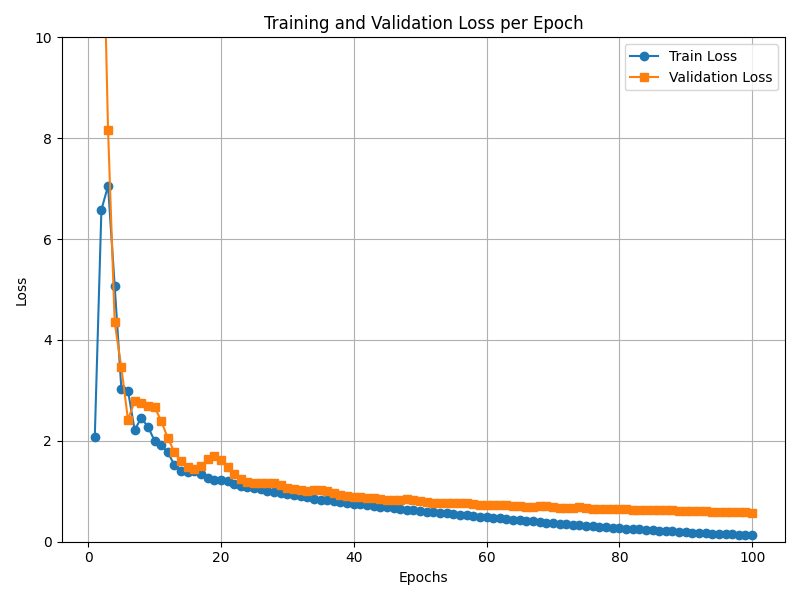 Training and Validation Loss per Epoch
Train Loss
Validation Loss
10
8
6
4
2
0
Loss
0 20 40 60 80 100
Epochs